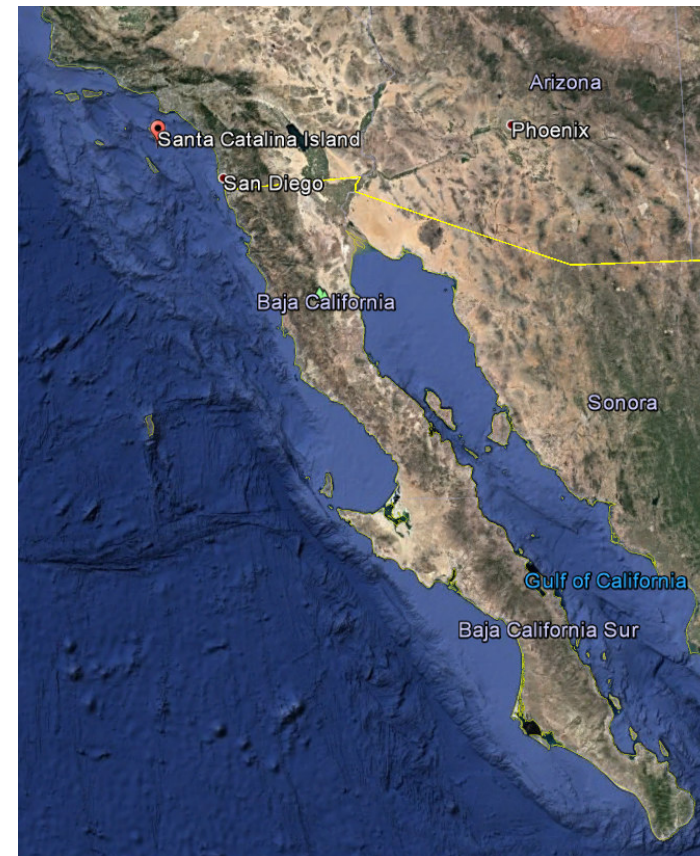 Arizona
Phoenix
Santa Catalina Island
San Diego
Baja California
Sonora
Gulf of California
Baja California Sur